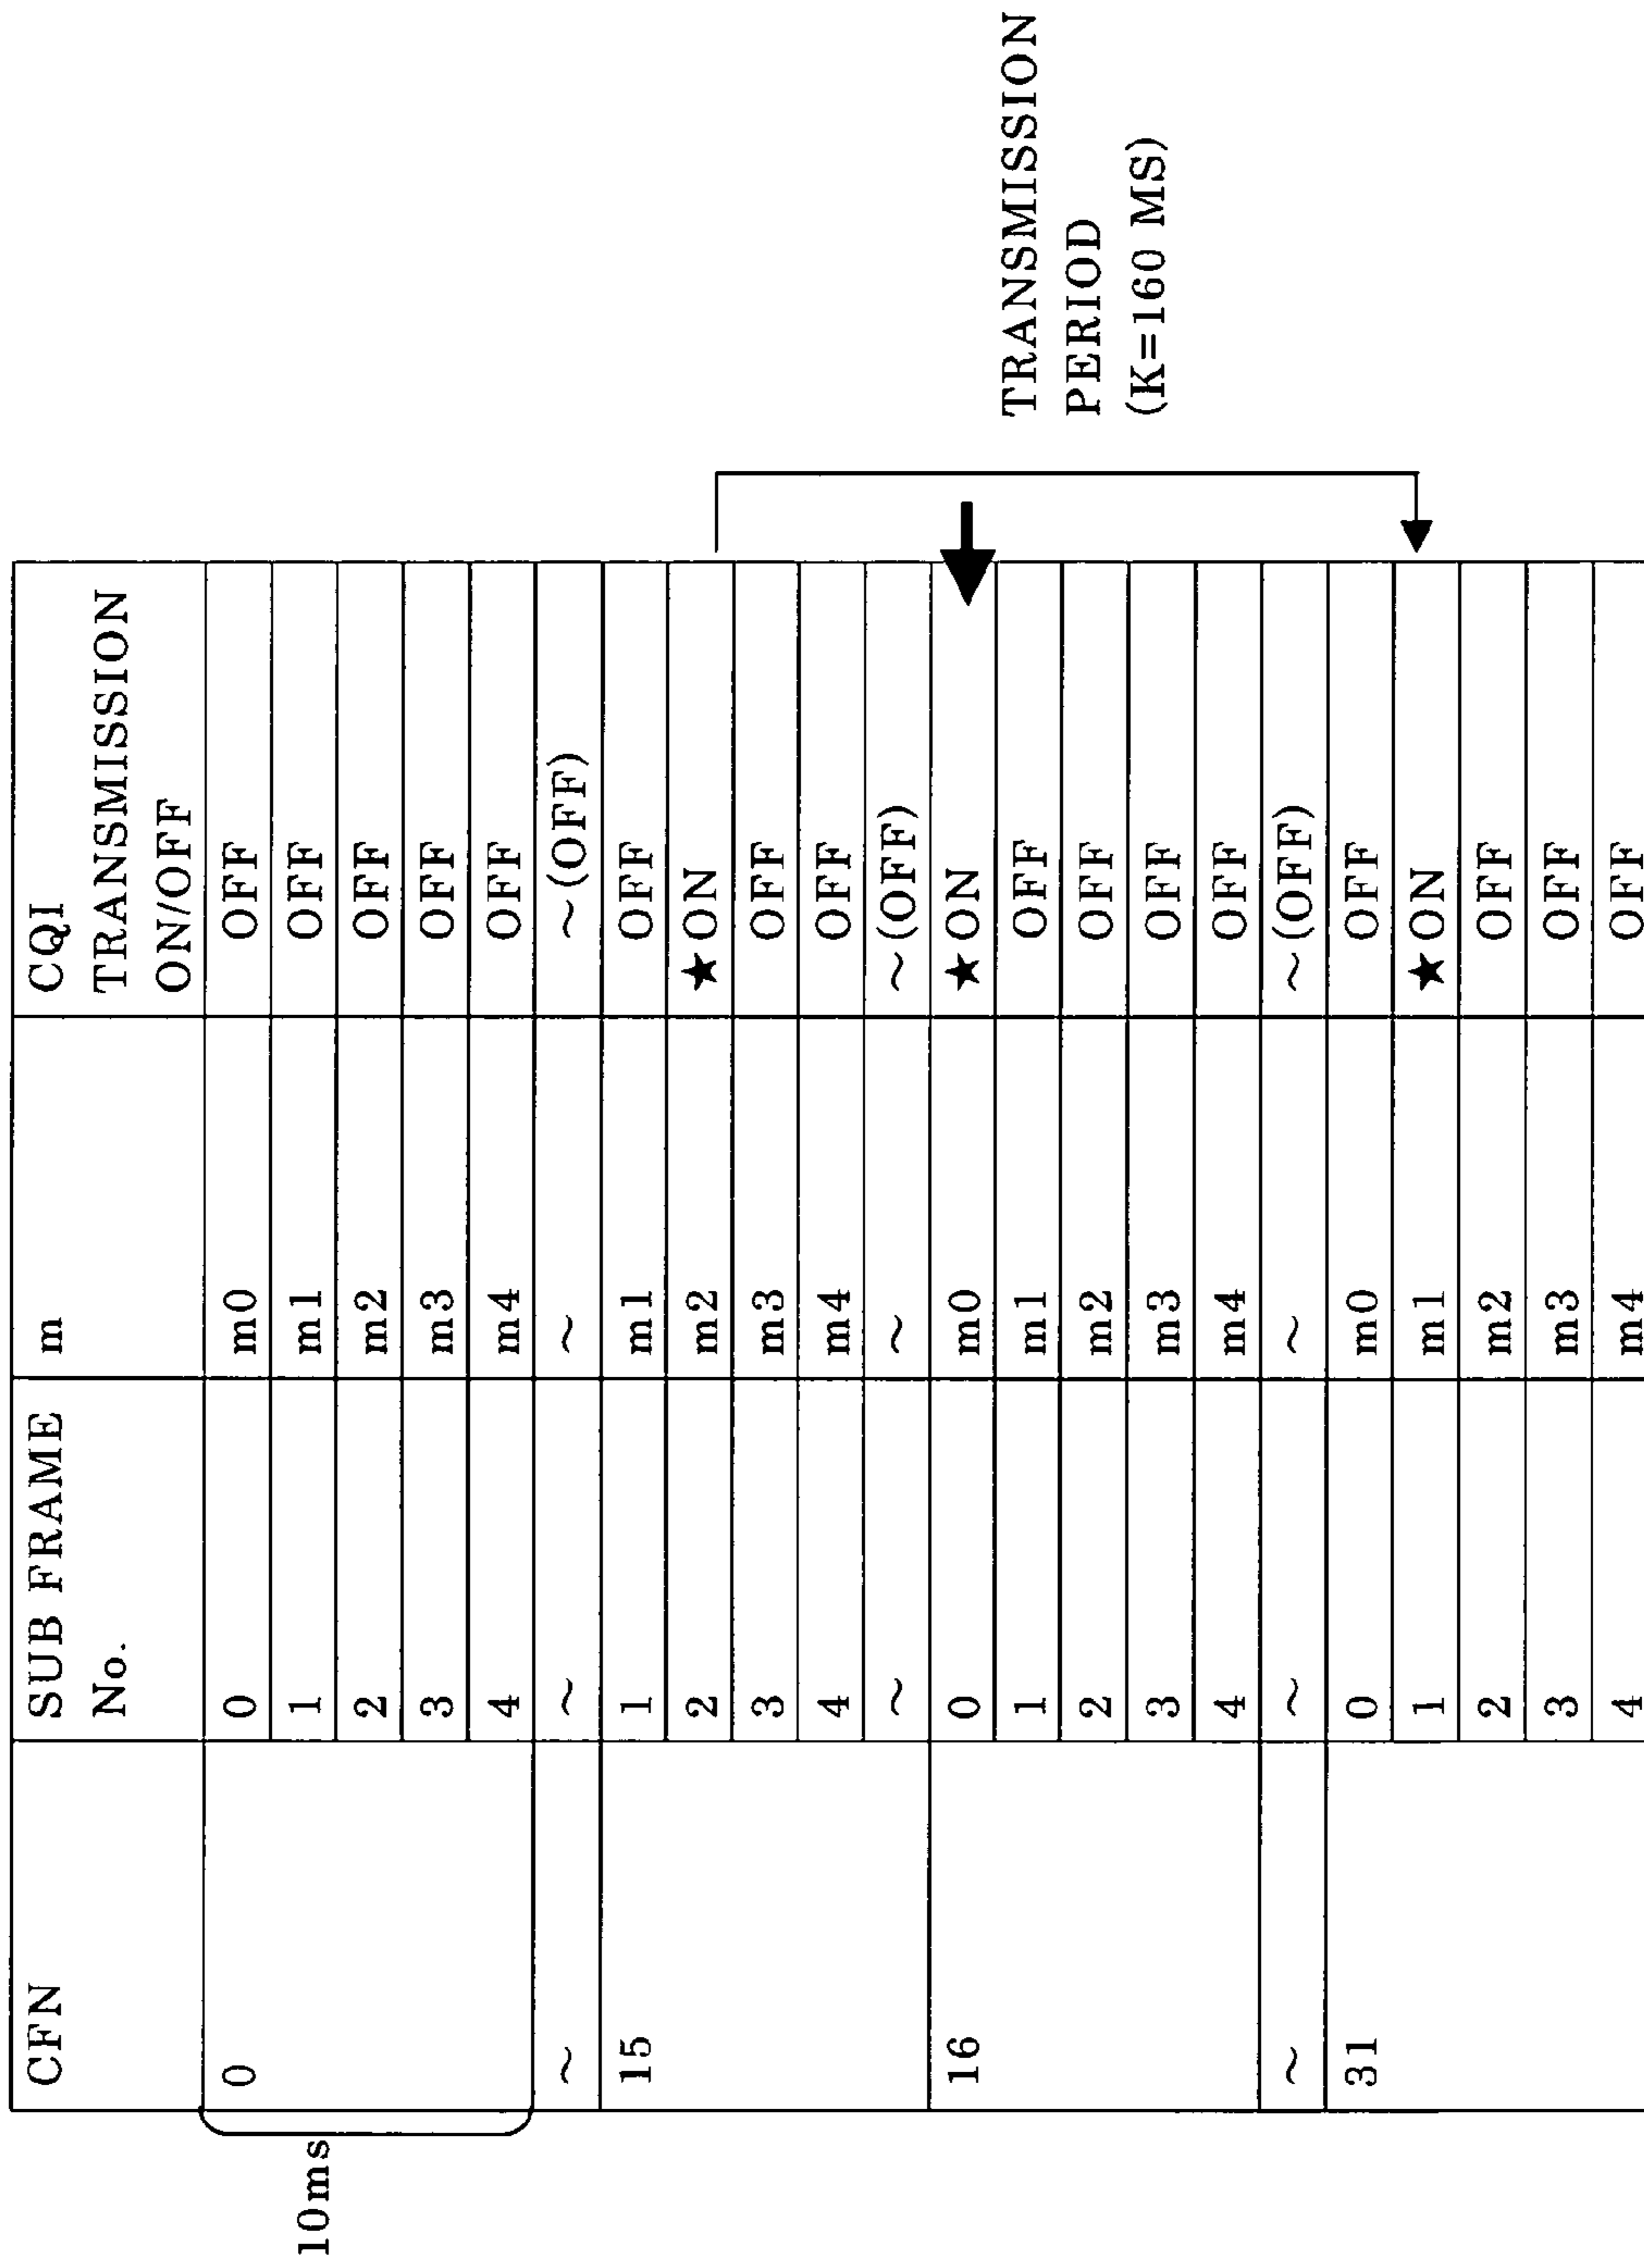 CFN SUB FRAME No. m CQI TRANSMISSION ON/OFF
10ms
0 0 m0 OFF
1 m1 OFF
2 m2 OFF
3 m3 OFF
4 m4 OFF
~ ~ ~ ~(OFF)
15 1 m1 OFF
2 m2 ★ON
3 m3 OFF
4 m4 OFF
~ ~ ~(OFF)
16 0 m0 ★ON
1 m1 OFF
2 m2 OFF
3 m3 OFF
4 m4 OFF
~ ~ ~ ~(OFF)
31 0 m0 OFF
1 m1 ★ON
2 m2 OFF
3 m3 OFF
4 m4 OFF
TRANSMISSION
PERIOD
(K=160 MS)